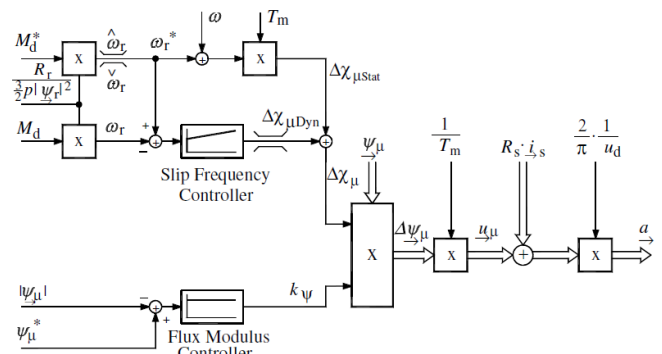 ω T_m
M_d* X ω̂_r ω_r* + X
R_r
3/2 p|ψ_r|² ω̌_r
Δχ_μStat
M_d X ω_r + − Δχ_μDyn +
Slip Frequency
Controller
Δχ_μ
ψ_μ 1/T_m R_s·i_s 2/π · 1/u_d
X Δψ_μ X u_μ + X a
|ψ_μ| − + k_ψ
ψ_μ*
Flux Modulus
Controller